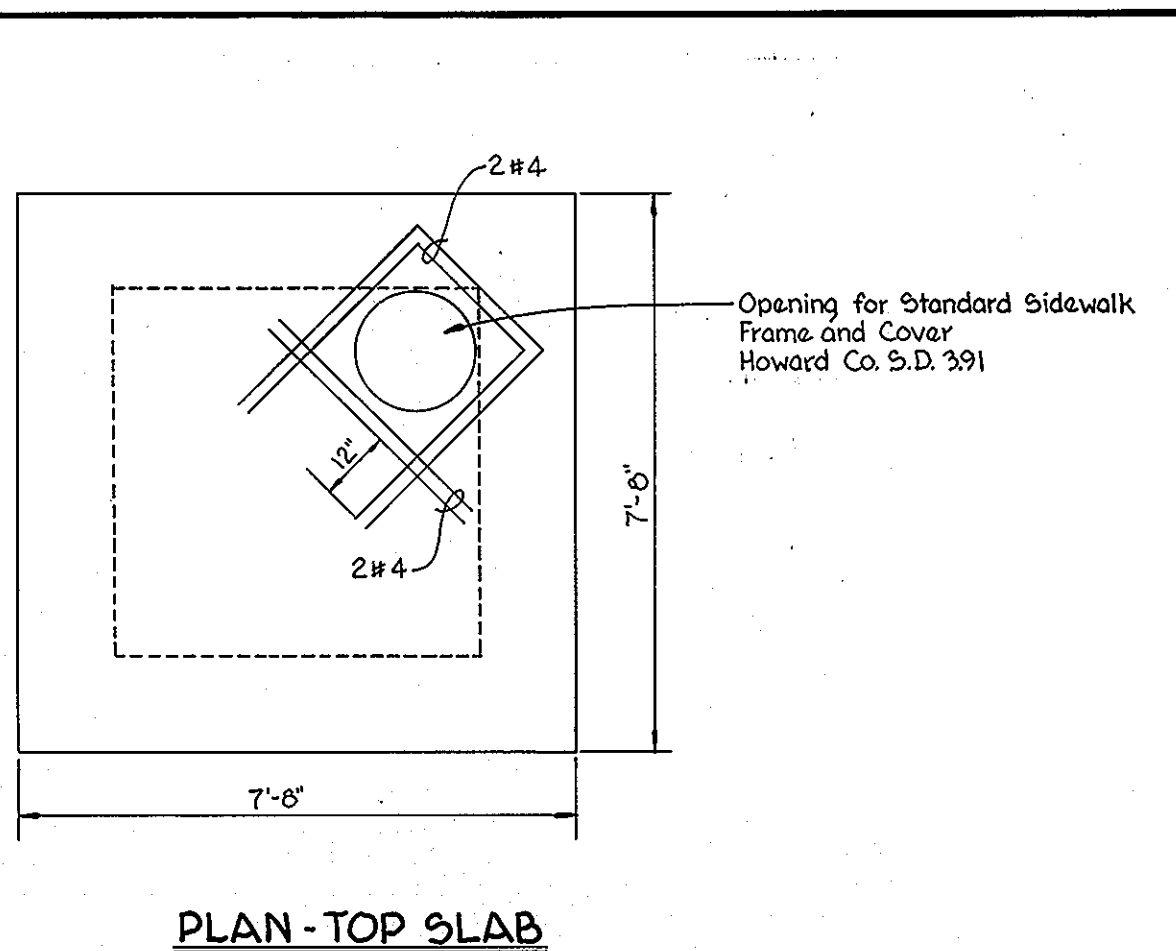 2#4
Opening for Standard Sidewalk
Frame and Cover
Howard Co. S.D. 3.91
12"
7'-8"
2#4
7'-8"
PLAN-TOP SLAB